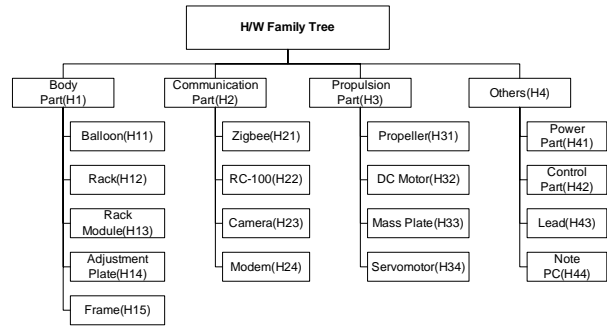 H/W Family Tree
Body
Part(H1)
Communication
Part(H2)
Propulsion
Part(H3)
Others(H4)
Balloon(H11)
Rack(H12)
Rack
Module(H13)
Adjustment
Plate(H14)
Frame(H15)
Zigbee(H21)
RC-100(H22)
Camera(H23)
Modem(H24)
Propeller(H31)
DC Motor(H32)
Mass Plate(H33)
Servomotor(H34)
Power
Part(H41)
Control
Part(H42)
Lead(H43)
Note
PC(H44)